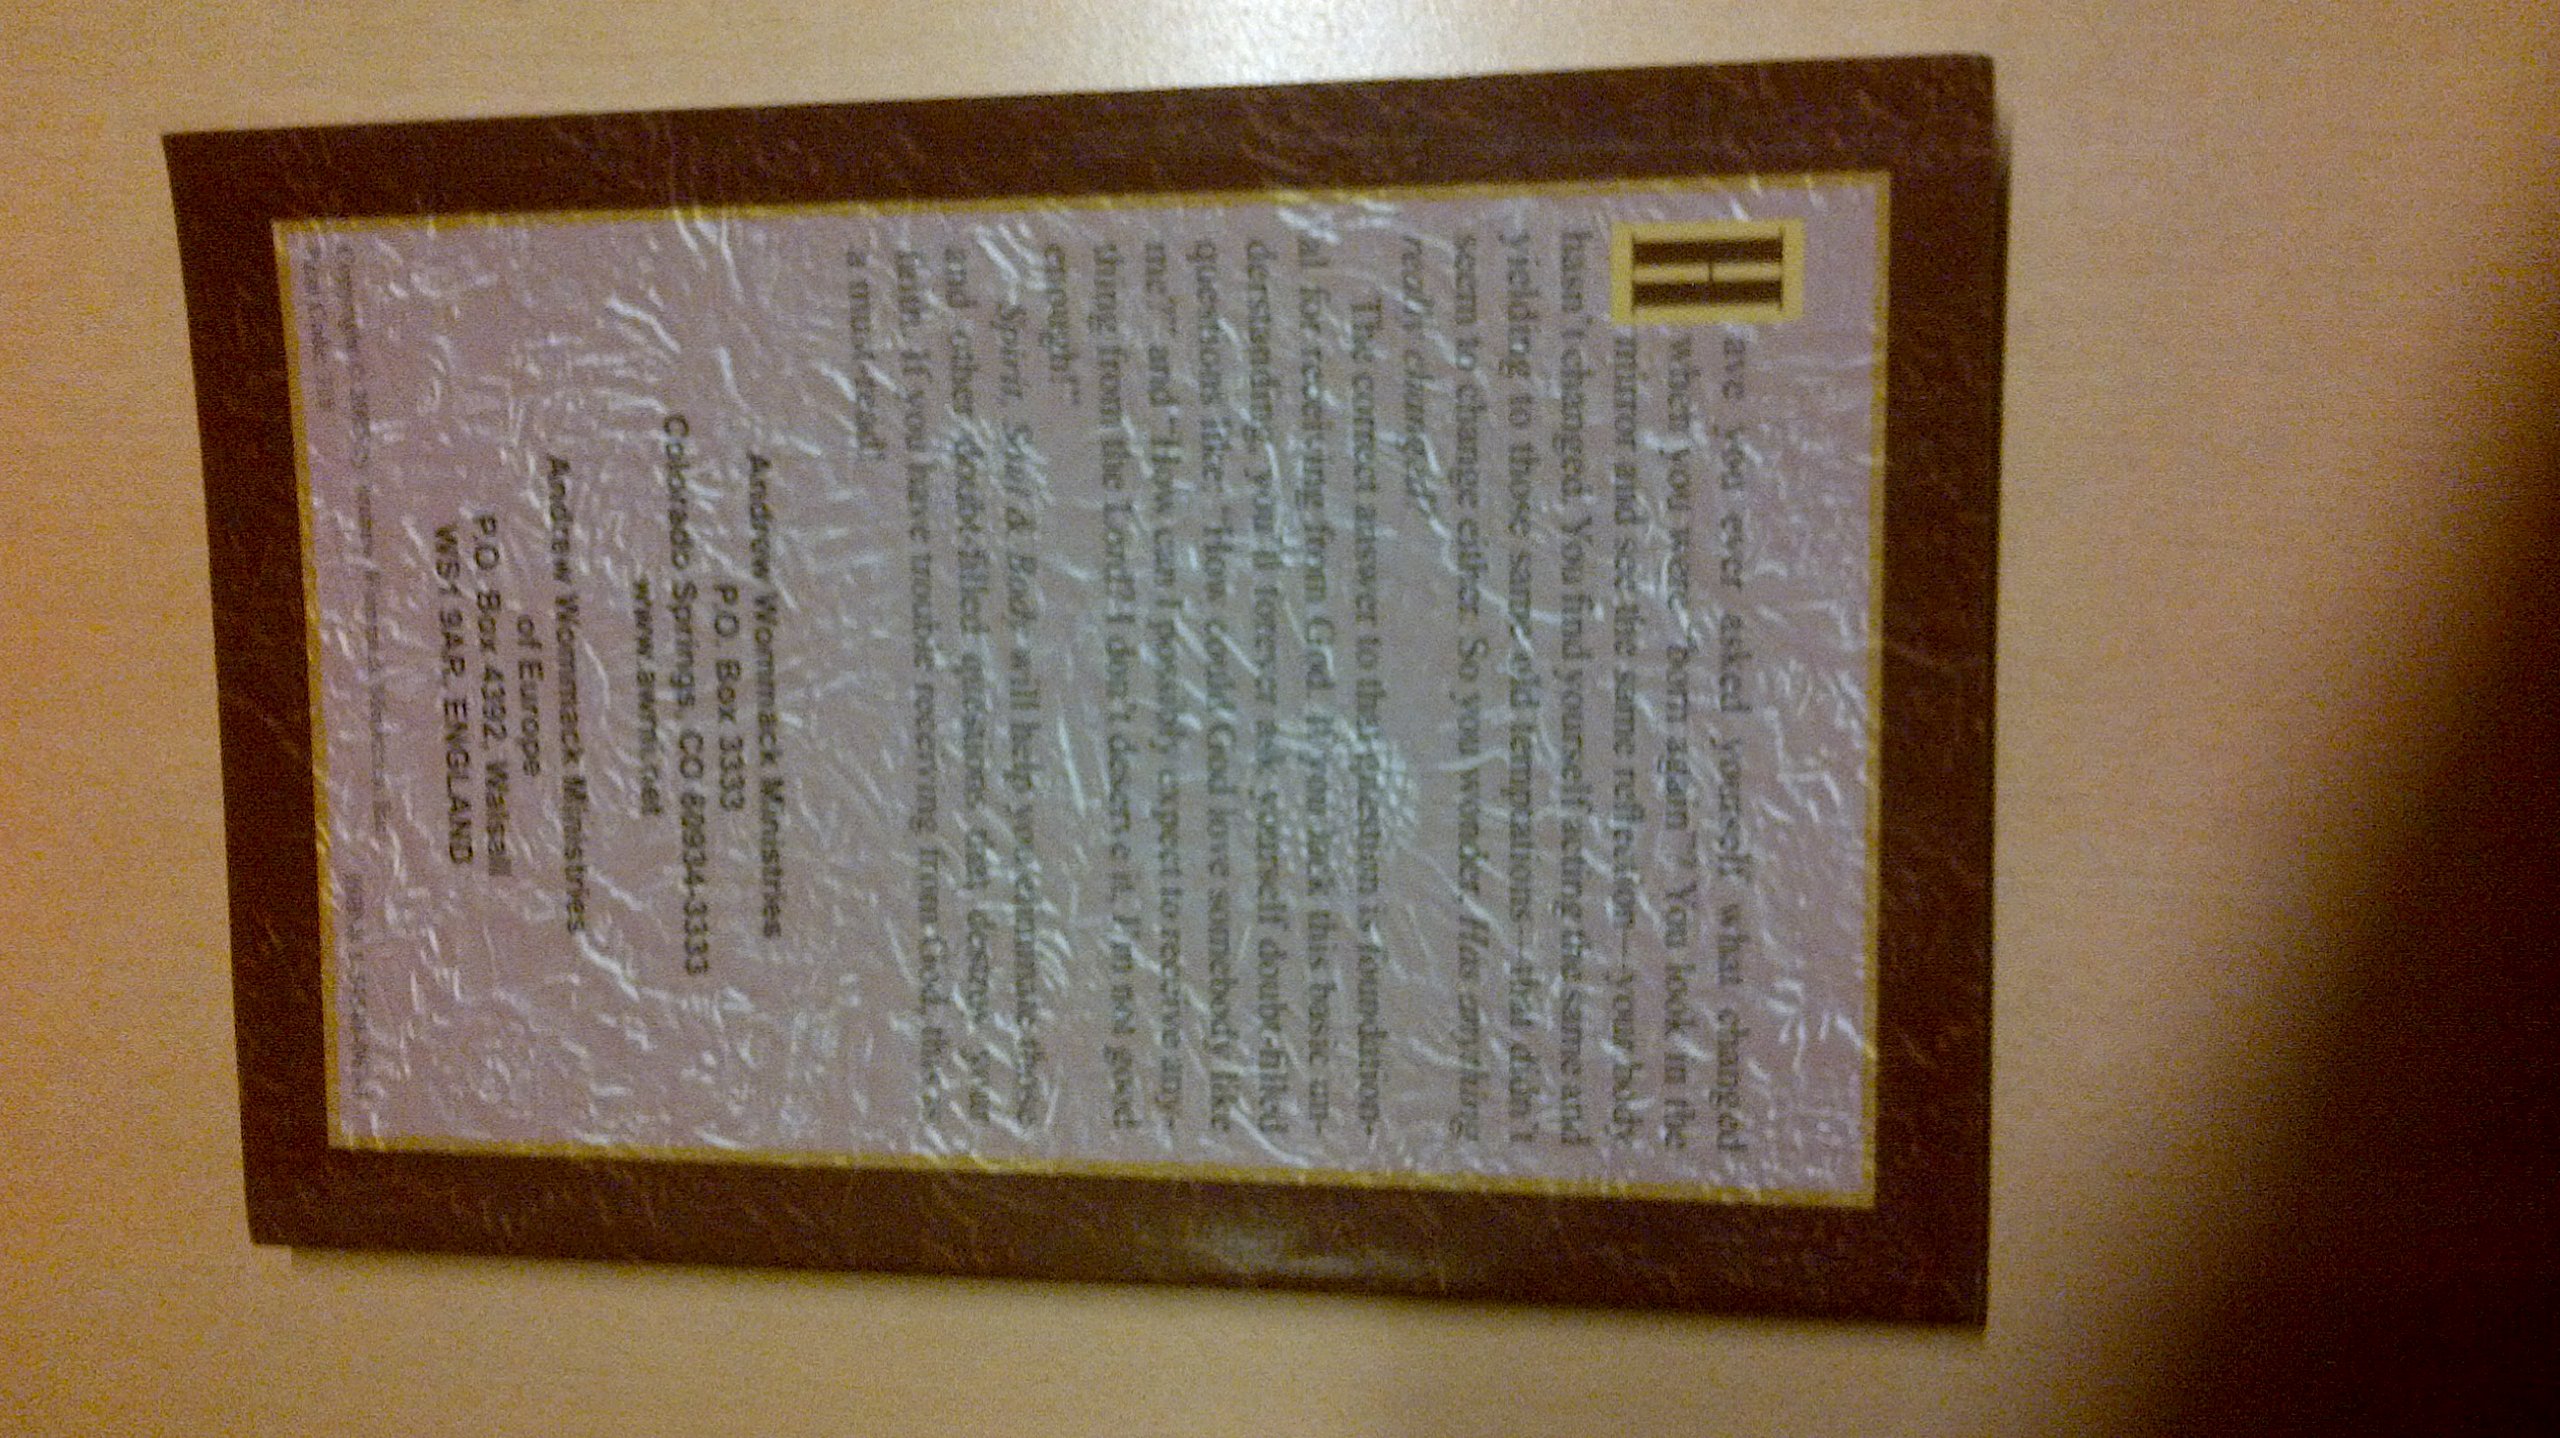 Have you ever asked yourself what changed
when you were "born again"? You look in the
mirror and see the same reflection—your body
hasn't changed. You find yourself acting the same and
yielding to those same old temptations—that didn't
seem to change either. So you wonder, Has anything
really changed?
The correct answer to that question is foundation-
al for receiving from God. If you lack this basic un-
derstanding, you'll forever ask yourself doubt-filled
questions like: "How could God love somebody like
me?" and "How can I possibly expect to receive any-
thing from the Lord? I don't deserve it, I'm not good
enough!"
Spirit, Soul & Body will help you eliminate those
and other doubt-filled questions that destroy your
faith. If you have trouble receiving from God, this is
a must-read!
Andrew Wommack Ministries
P.O. Box 3333
Colorado Springs, CO 80934-3333
www.awmi.net
Andrew Wommack Ministries
of Europe
P.O. Box 4392, Walsall
WS1 9AR, ENGLAND
Copyright